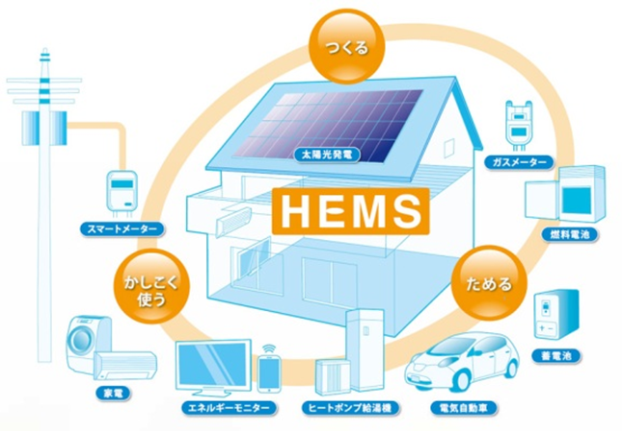 つくる
太陽光発電
ガスメーター
HEMS
スマートメーター
燃料電池
かしこく
使う
ためる
蓄電池
家電
エネルギーモニター
ヒートポンプ給湯機
電気自動車